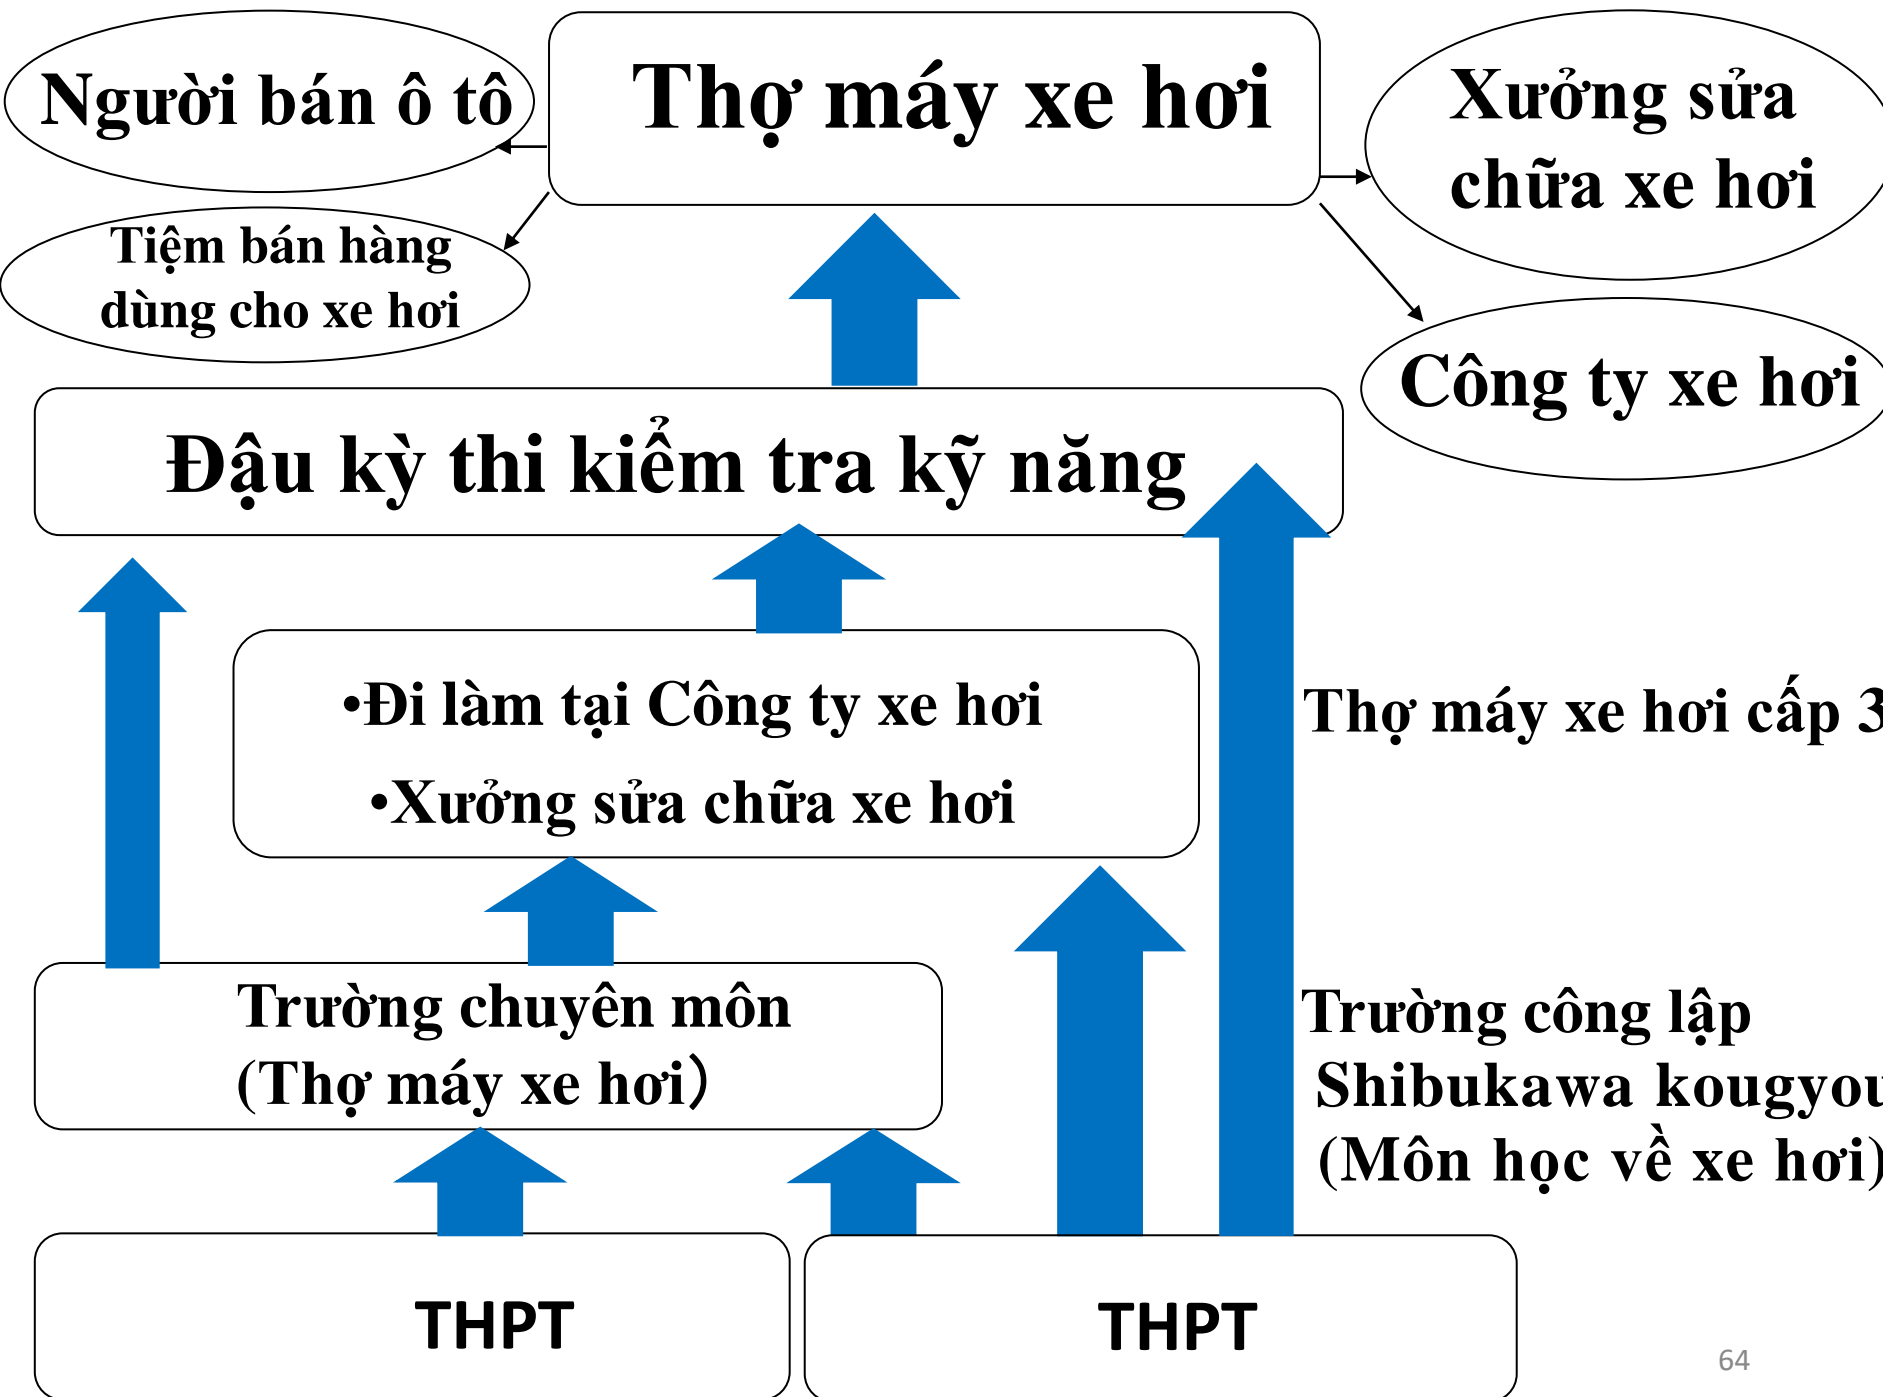 Người bán ô tô
Thợ máy xe hơi
Xưởng sửa
chữa xe hơi
Tiệm bán hàng
dùng cho xe hơi
Công ty xe hơi
Đậu kỳ thi kiểm tra kỹ năng
•Đi làm tại Công ty xe hơi
•Xưởng sửa chữa xe hơi
Thợ máy xe hơi cấp 3
Trường chuyên môn
(Thợ máy xe hơi）
Trường công lập
Shibukawa kougyou
(Môn học về xe hơi)
THPT
THPT
64